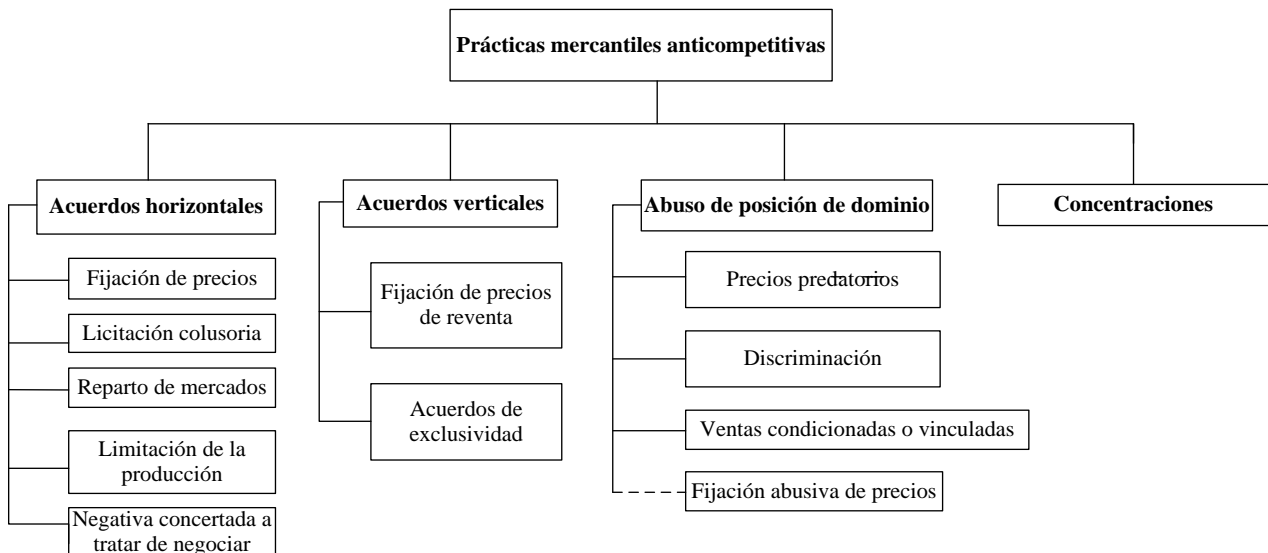 Prácticas mercantiles anticompetitivas
Acuerdos horizontales
Fijación de precios
Licitación colusoria
Reparto de mercados
Limitación de la
producción
Negativa concertada a
tratar de negociar
Acuerdos verticales
Fijación de precios
de reventa
Acuerdos de
exclusividad
Abuso de posición de dominio
Precios predatorios
Discriminación
Ventas condicionadas o vinculadas
Fijación abusiva de precios
Concentraciones